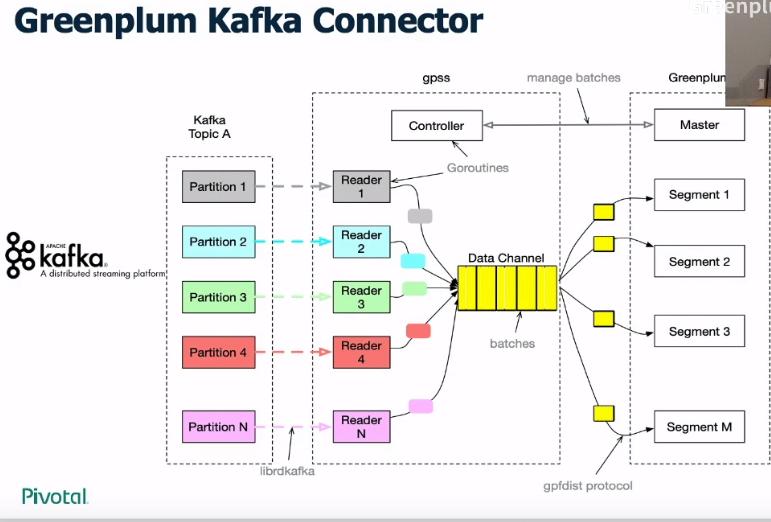 Greenplum Kafka Connector
gpss
manage batches
Greenplum
Kafka
Topic A
Controller
Master
Goroutines
Partition 1
Reader
1
Segment 1
APACHE
kafka
A distributed streaming platform
Partition 2
Reader
2
Data Channel
Segment 2
Partition 3
Reader
3
Partition 4
Reader
4
batches
Segment 3
Partition N
Reader
N
Segment M
librdkafka
gpfdist protocol
Pivotal